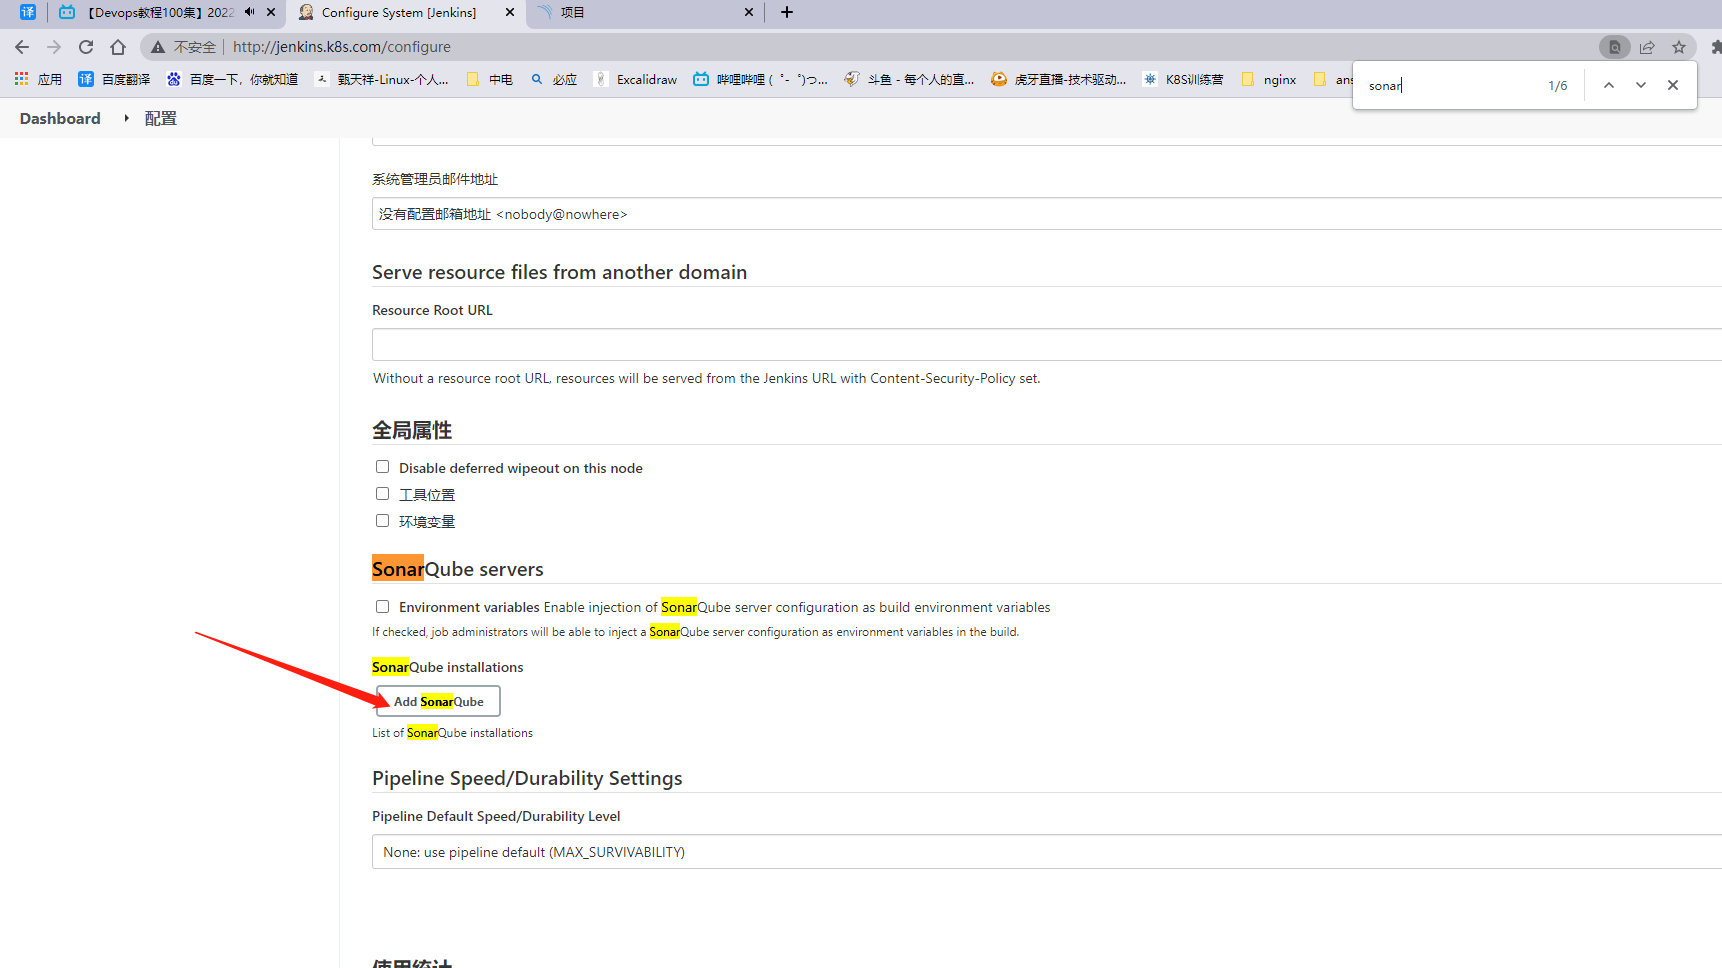 译 【Devops教程100集】2022 Configure System [Jenkins] 项目
不安全 http://jenkins.k8s.com/configure
应用 译 百度翻译 百度一下，你就知道 甄天祥-Linux-个人... 中电 必应 Excalidraw 哔哩哔哩 ( ゜- ゜)つ... 斗鱼 - 每个人的直... 虎牙直播-技术驱动... K8S训练营 nginx ans
sonar 1/6
Dashboard 配置
系统管理员邮件地址
没有配置邮箱地址 <nobody@nowhere>
Serve resource files from another domain
Resource Root URL
Without a resource root URL, resources will be served from the Jenkins URL with Content-Security-Policy set.
全局属性
Disable deferred wipeout on this node
工具位置
环境变量
SonarQube servers
Environment variables Enable injection of SonarQube server configuration as build environment variables
If checked, job administrators will be able to inject a SonarQube server configuration as environment variables in the build.
SonarQube installations
Add SonarQube
List of SonarQube installations
Pipeline Speed/Durability Settings
Pipeline Default Speed/Durability Level
None: use pipeline default (MAX_SURVIVABILITY)
使用统计